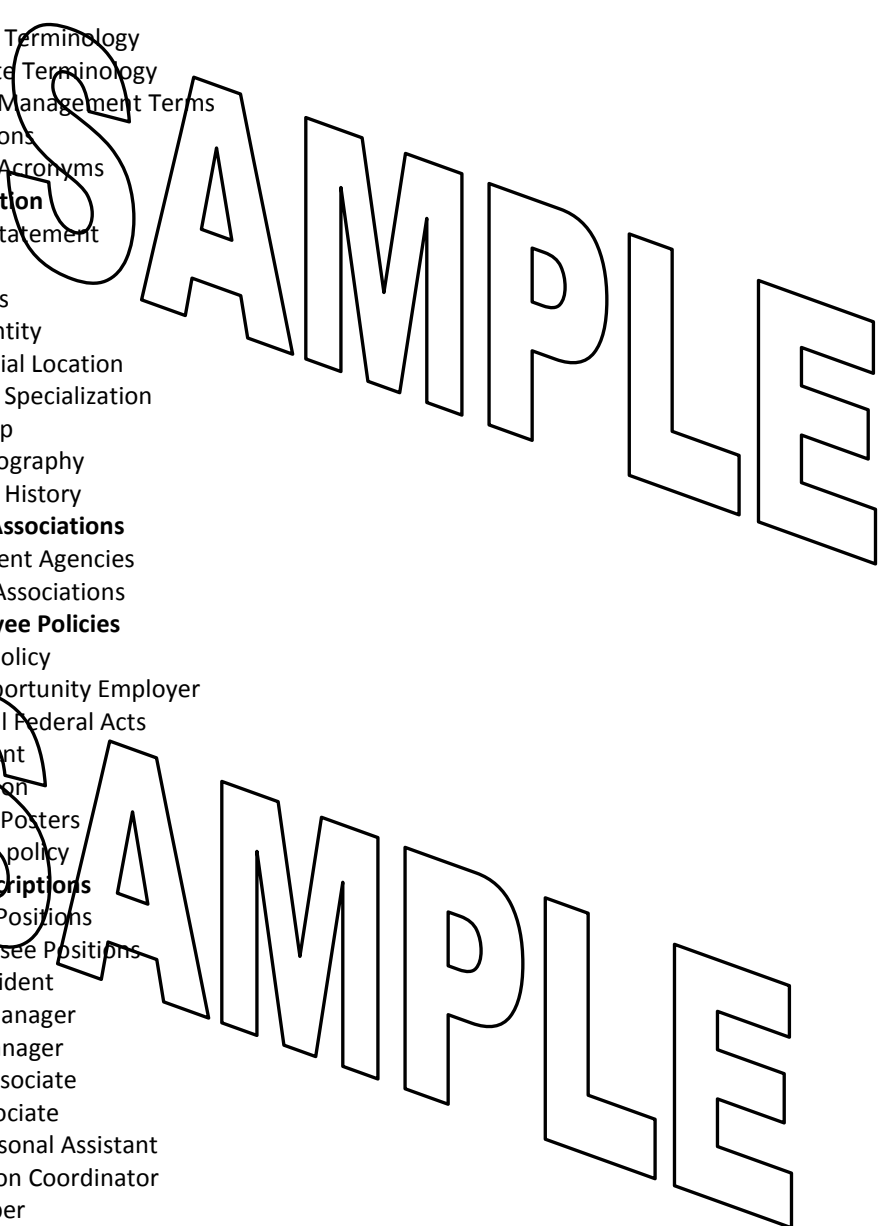 Terminology
te Terminology
Management Terms
ons
Acronyms
tion
tatement
s
ntity
ial Location
Specialization
p
ography
History
Associations
ent Agencies
Associations
yee Policies
olicy
portunity Employer
l Federal Acts
nt
on
Posters
policy
criptions
Positions
see Positions
ident
anager
nager
sociate
ociate
sonal Assistant
on Coordinator
per
SAMPLE
SAMPLE